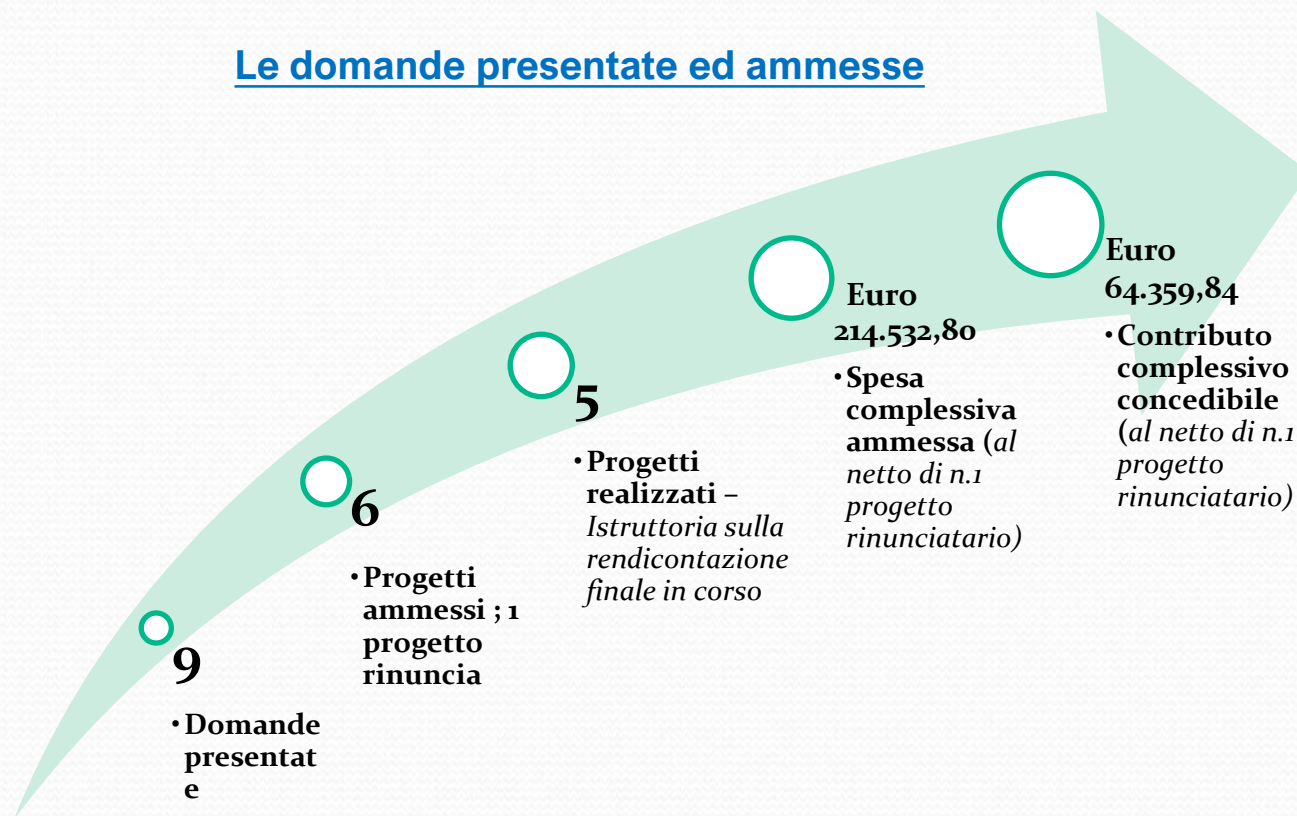 Le domande presentate ed ammesse
9
•Domande
presentat
e
6
•Progetti
ammessi ; 1
progetto
rinuncia
5
•Progetti
realizzati –
Istruttoria sulla
rendicontazione
finale in corso
Euro
214.532,80
•Spesa
complessiva
ammessa (al
netto di n.1
progetto
rinunciatario)
Euro
64.359,84
•Contributo
complessivo
concedibile
(al netto di n.1
progetto
rinunciatario)